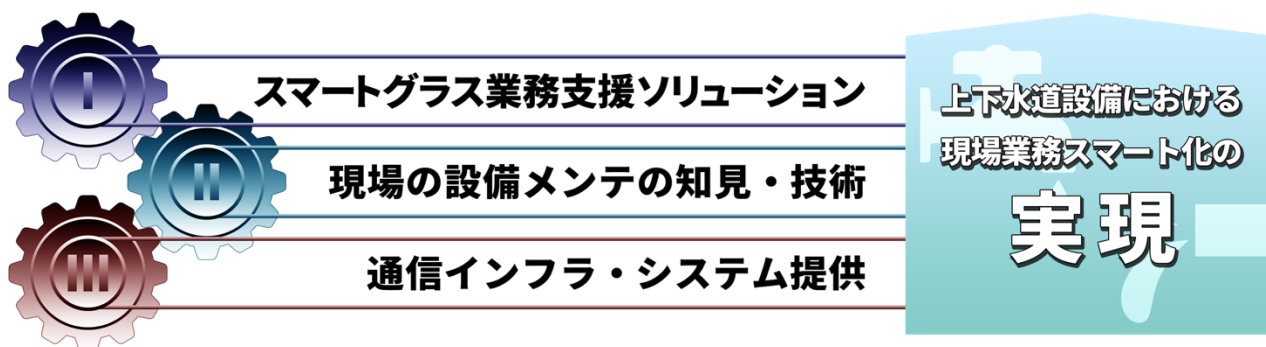 I
スマートグラス業務支援ソリューション
II
現場の設備メンテの知見・技術
III
通信インフラ・システム提供
上下水道設備における
現場業務スマート化の
実現